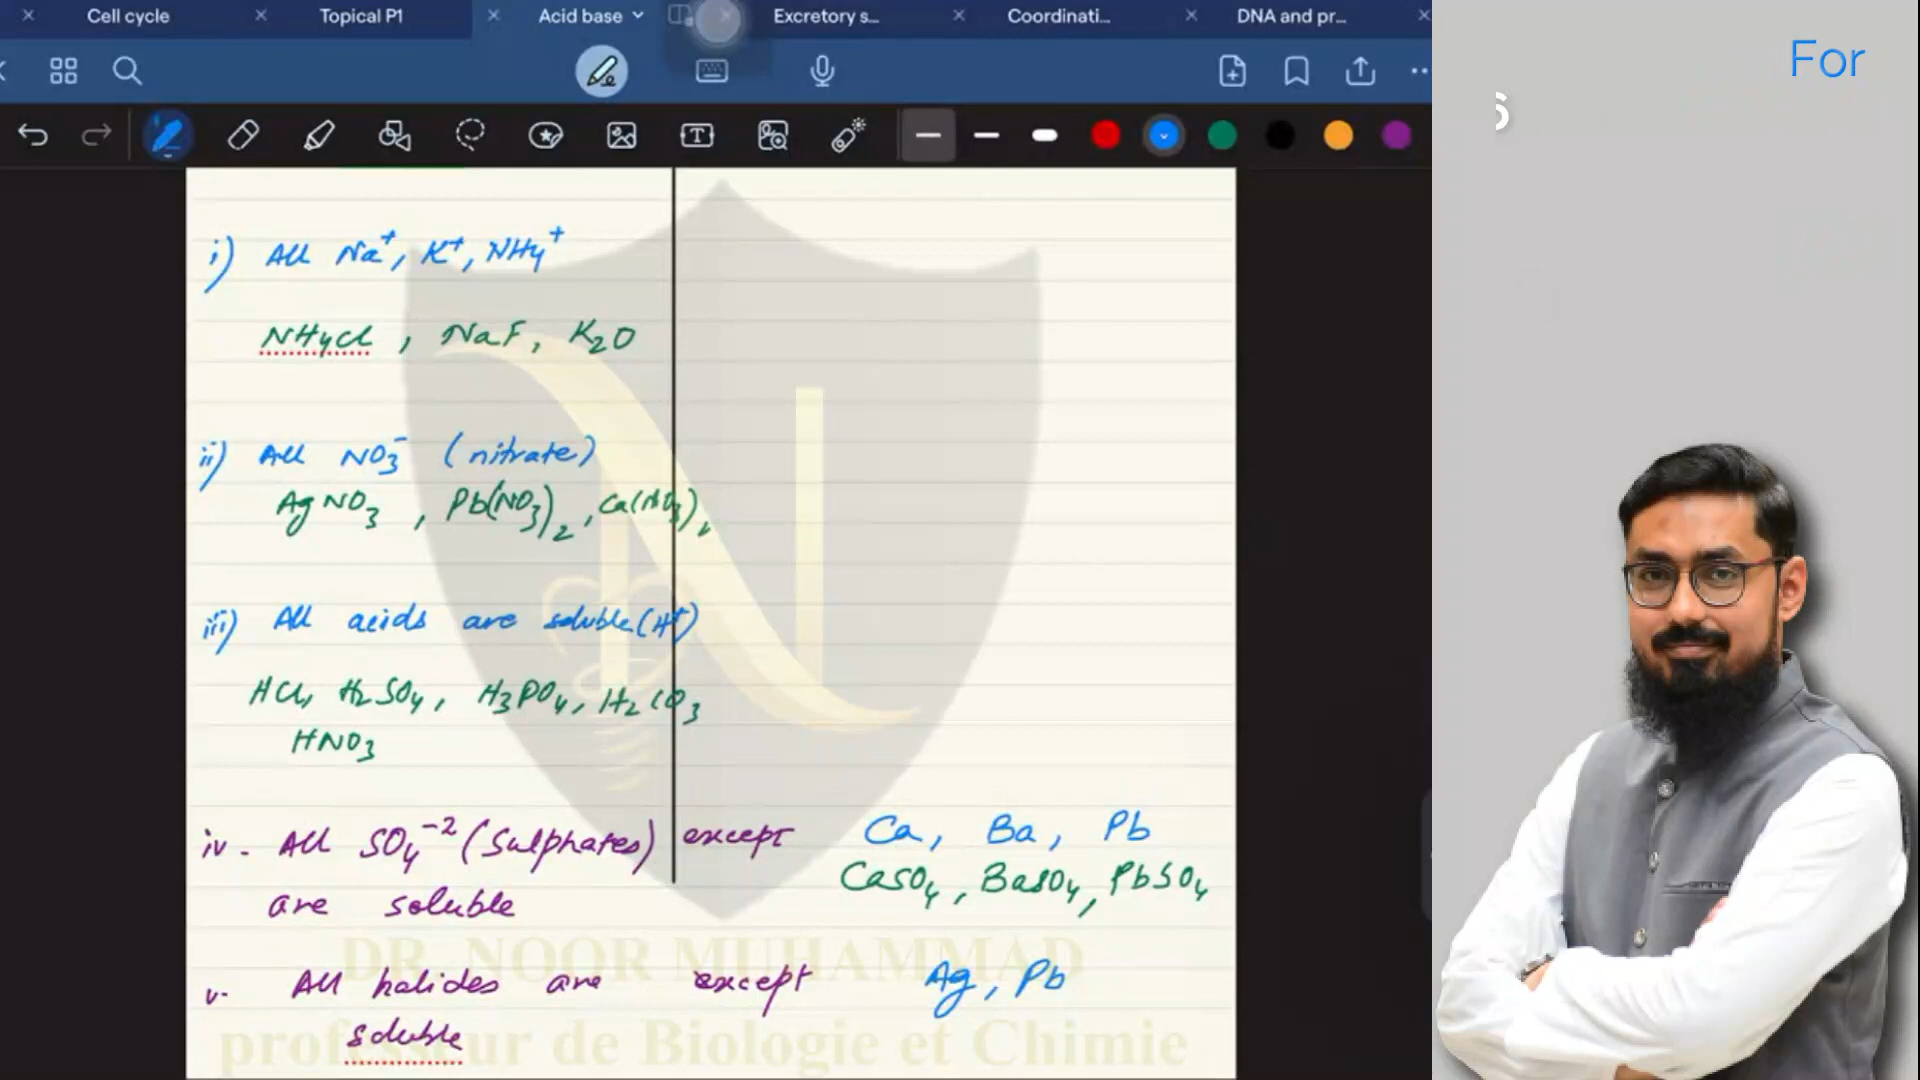 Cell cycle
Topical P1
Acid base
Excretory s...
Coordinati...
DNA and pr...
For
s
i) All Na⁺, K⁺, NH4⁺
NH4Cl, NaF, K₂O
ii) All NO₃⁻ (nitrate)
AgNO₃, Pb(NO₃)₂, Ca(NO₃)₂
iii) All acids are soluble (H⁺)
HCl, H₂SO₄, H₃PO₄, H₂CO₃
HNO₃
iv. All SO₄⁻² (Sulphates) except Ca, Ba, Pb
CaSO₄, BaSO₄, PbSO₄
are soluble
DR. NOOR MUHAMMAD
v. All halides are except Ag, Pb
soluble
professeur de Biologie et Chimie